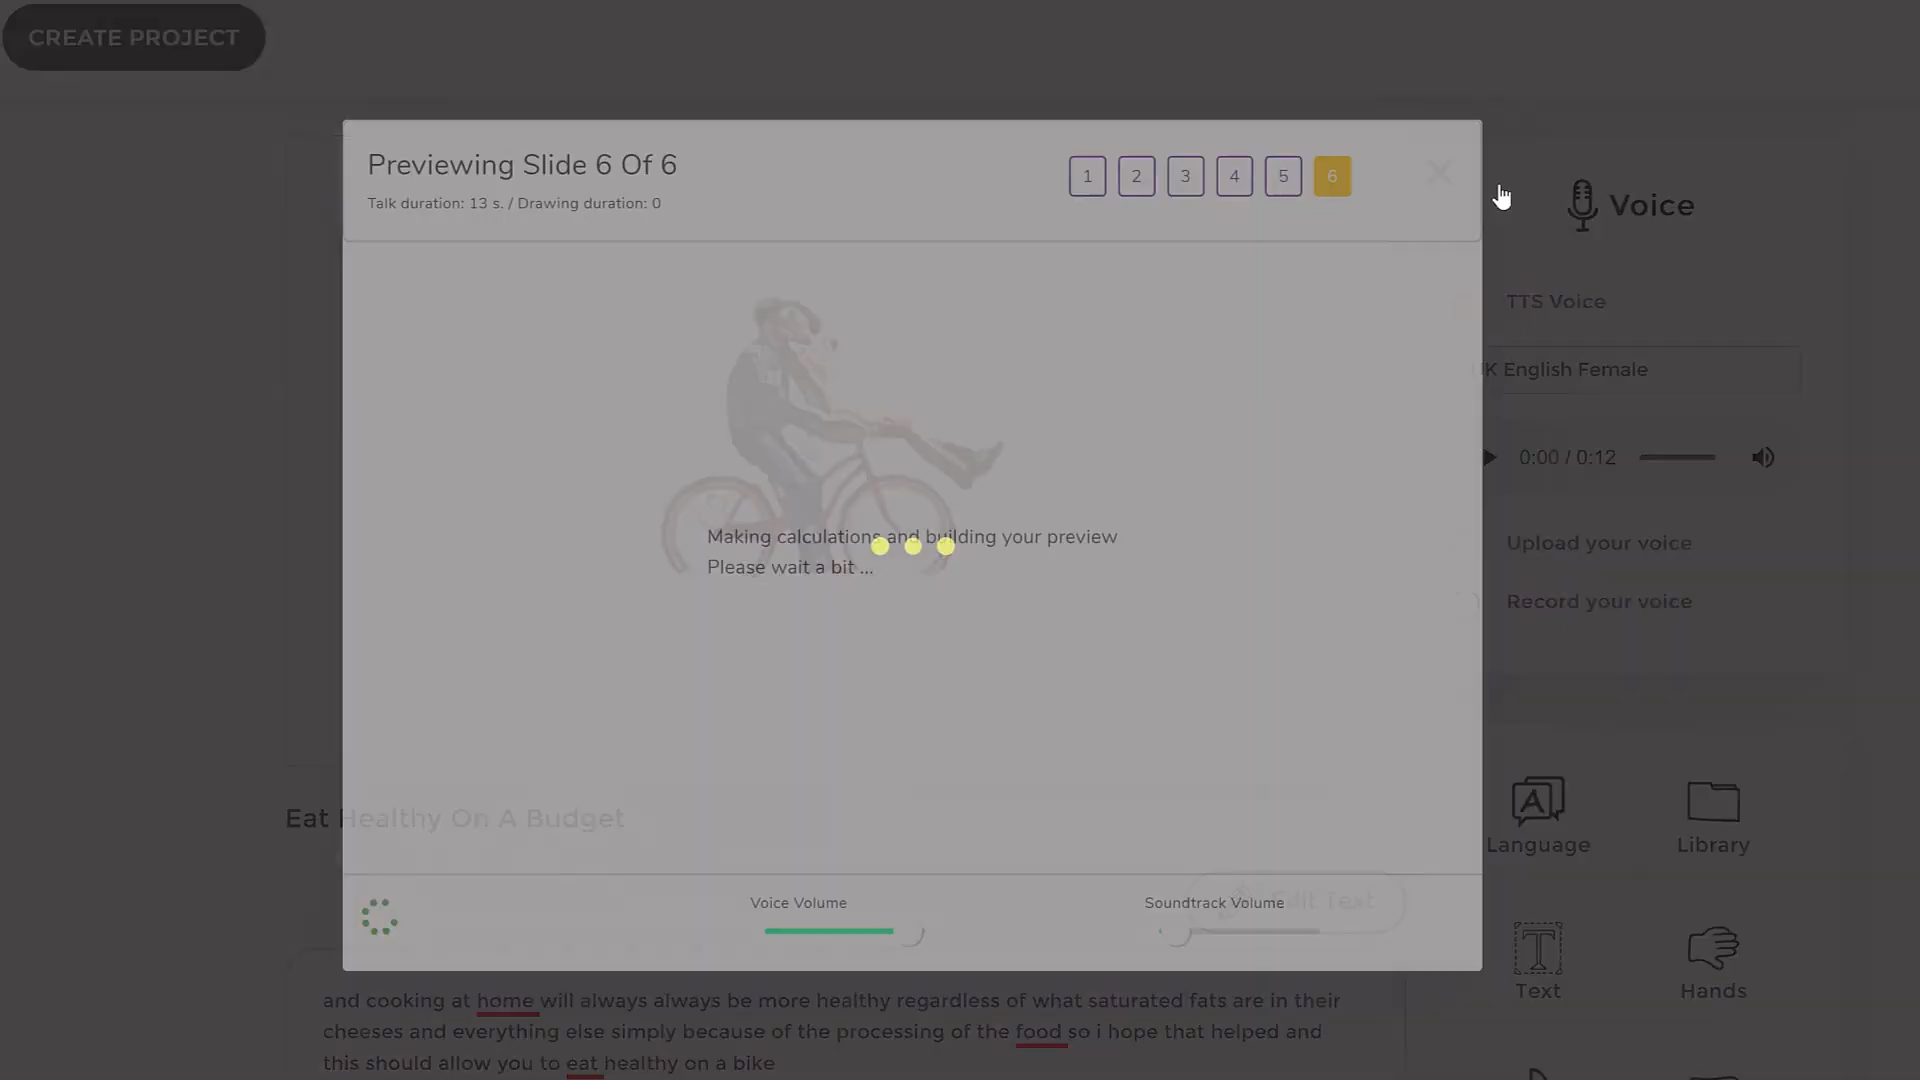 CREATE PROJECT
Previewing Slide 6 Of 6
Talk duration: 13 s. / Drawing duration: 0
1 2 3 4 5 6
X
Voice
TTS Voice
UK English Female
0:00 / 0:12
Making calculations and building your preview
Please wait a bit ...
Upload your voice
Record your voice
Eat Healthy On A Budget
Language
Library
Voice Volume
Soundtrack Volume
Edit Text
Text
Hands
and cooking at home will always always be more healthy regardless of what saturated fats are in their
cheeses and everything else simply because of the processing of the food so i hope that helped and
this should allow you to eat healthy on a bike